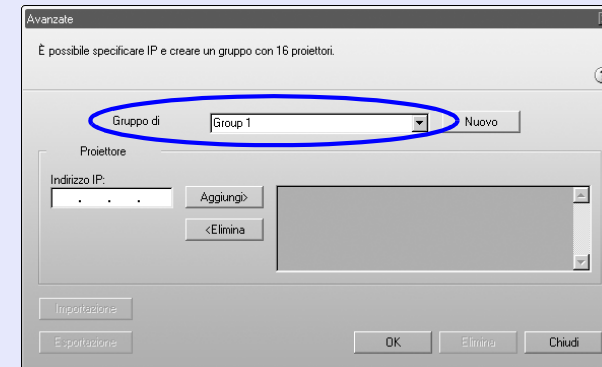 Avanzate
È possibile specificare IP e creare un gruppo con 16 proiettori.
Gruppo di Group 1 Nuovo
Proiettore
Indirizzo IP:
. . . Aggiungi>
<Elimina
Importazione
Esportazione OK Elimina Chiudi